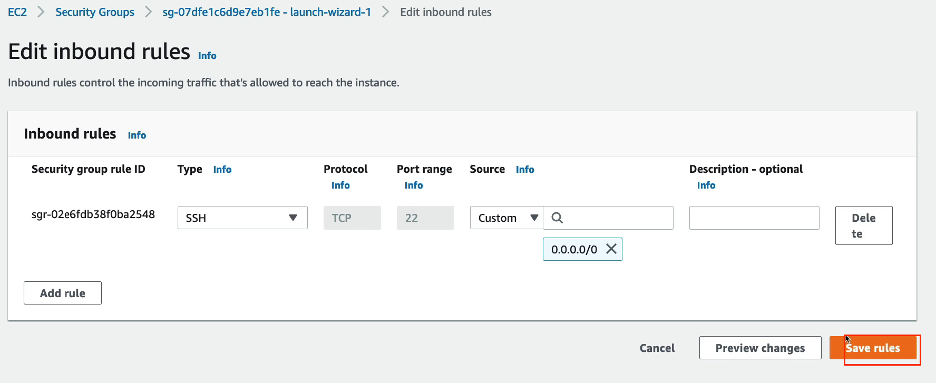 EC2 > Security Groups > sg-07dfe1c6d9e7eb1fe - launch-wizard-1 > Edit inbound rules
Edit inbound rules Info
Inbound rules control the incoming traffic that's allowed to reach the instance.
Inbound rules Info
Security group rule ID Type Info Protocol Port range Source Info Description - optional
Info Info Info
sgr-02e6fdb38f0ba2548 SSH TCP 22 Custom Dele
te
0.0.0.0/0
Add rule
Cancel Preview changes Save rules